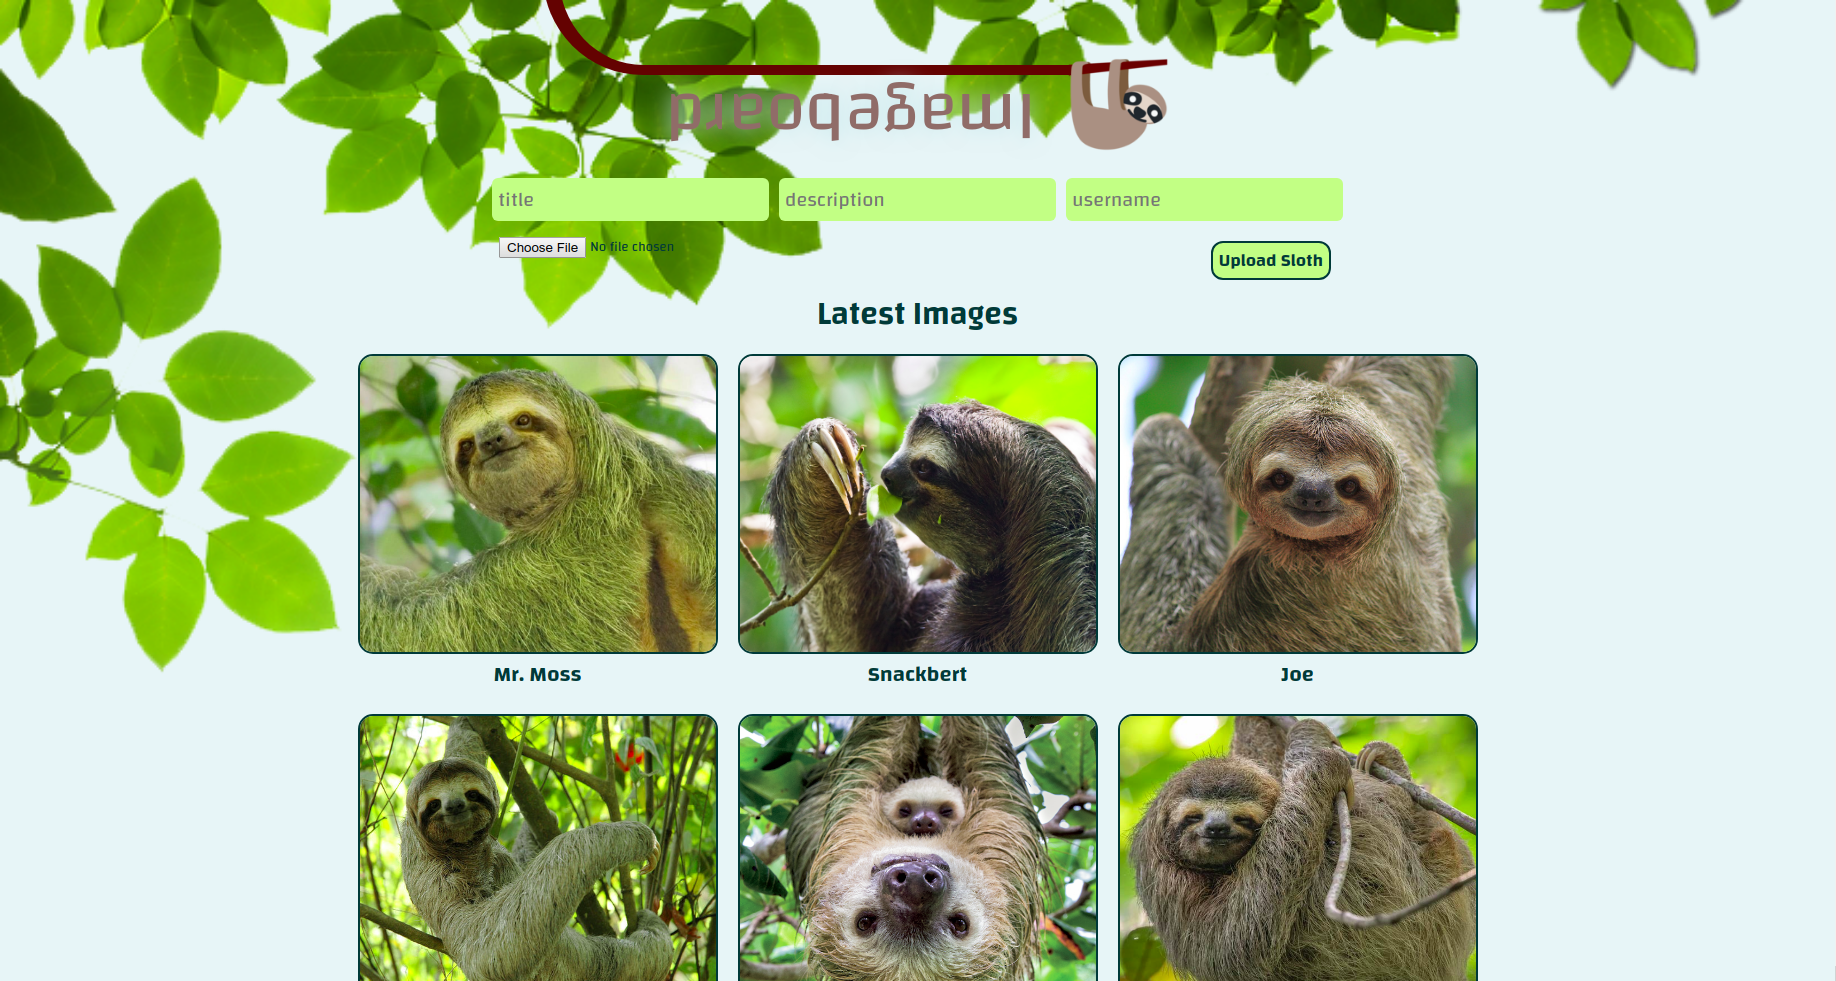 Imageboard
title description username
Choose File No file chosen
Upload Sloth
Latest Images
Mr. Moss Snackbert Joe